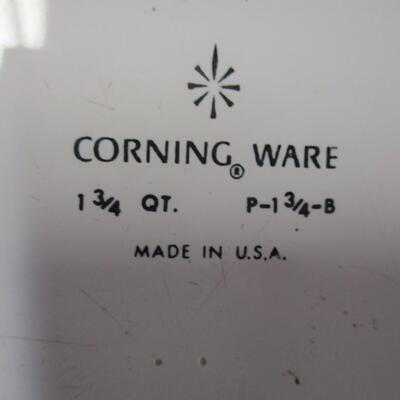 CORNING® WARE
1 3/4 QT. P-1 3/4-B
MADE IN U.S.A.